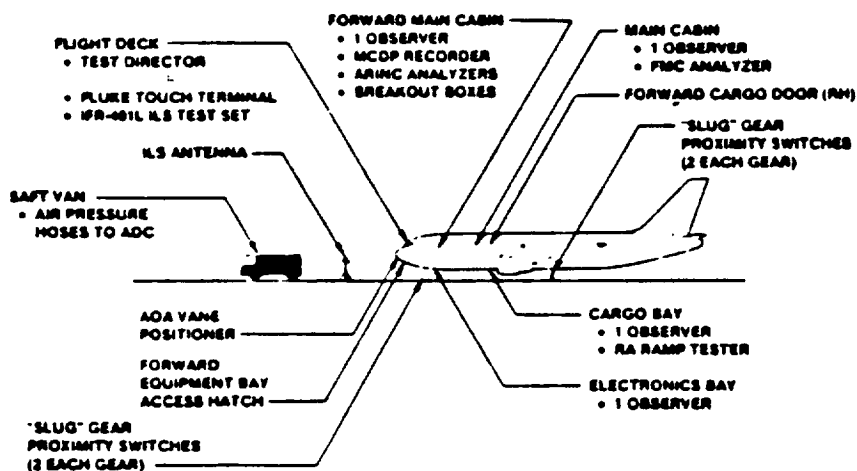 FLIGHT DECK
• TEST DIRECTOR
• FLUKE TOUCH TERMINAL
• IFR-401L ILS TEST SET
ILS ANTENNA
SAFT VAN
• AIR PRESSURE
HOSES TO ADC
FORWARD MAIN CABIN
• 1 OBSERVER
• MCDP RECORDER
• ARINC ANALYZERS
• BREAKOUT BOXES
MAIN CABIN
• 1 OBSERVER
• FMC ANALYZER
FORWARD CARGO DOOR (RH)
"SLUG" GEAR
PROXIMITY SWITCHES
(2 EACH GEAR)
AOA VANE
POSITIONER
FORWARD
EQUIPMENT BAY
ACCESS HATCH
"SLUG" GEAR
PROXIMITY SWITCHES
(2 EACH GEAR)
CARGO BAY
• 1 OBSERVER
• RA RAMP TESTER
ELECTRONICS BAY
• 1 OBSERVER